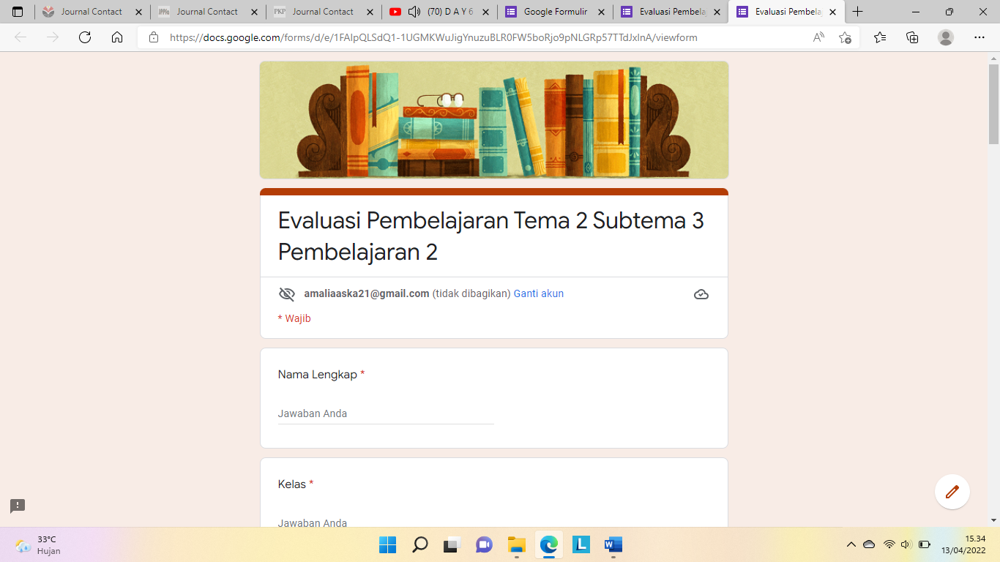 Journal Contact
Journal Contact
PKP Journal Contact
(70) D A Y 6
Google Formulir
Evaluasi Pembela
Evaluasi Pembela
https://docs.google.com/forms/d/e/1FAIpQLSdQ1-1UGMKWuJigYnuzuBLR0FW5boRjo9pNLGRp57TTdJxInA/viewform
Evaluasi Pembelajaran Tema 2 Subtema 3
Pembelajaran 2
amaliaaska21@gmail.com (tidak dibagikan) Ganti akun
* Wajib
Nama Lengkap *
Jawaban Anda
Kelas *
Jawaban Anda
33°C
Hujan
15.34
13/04/2022